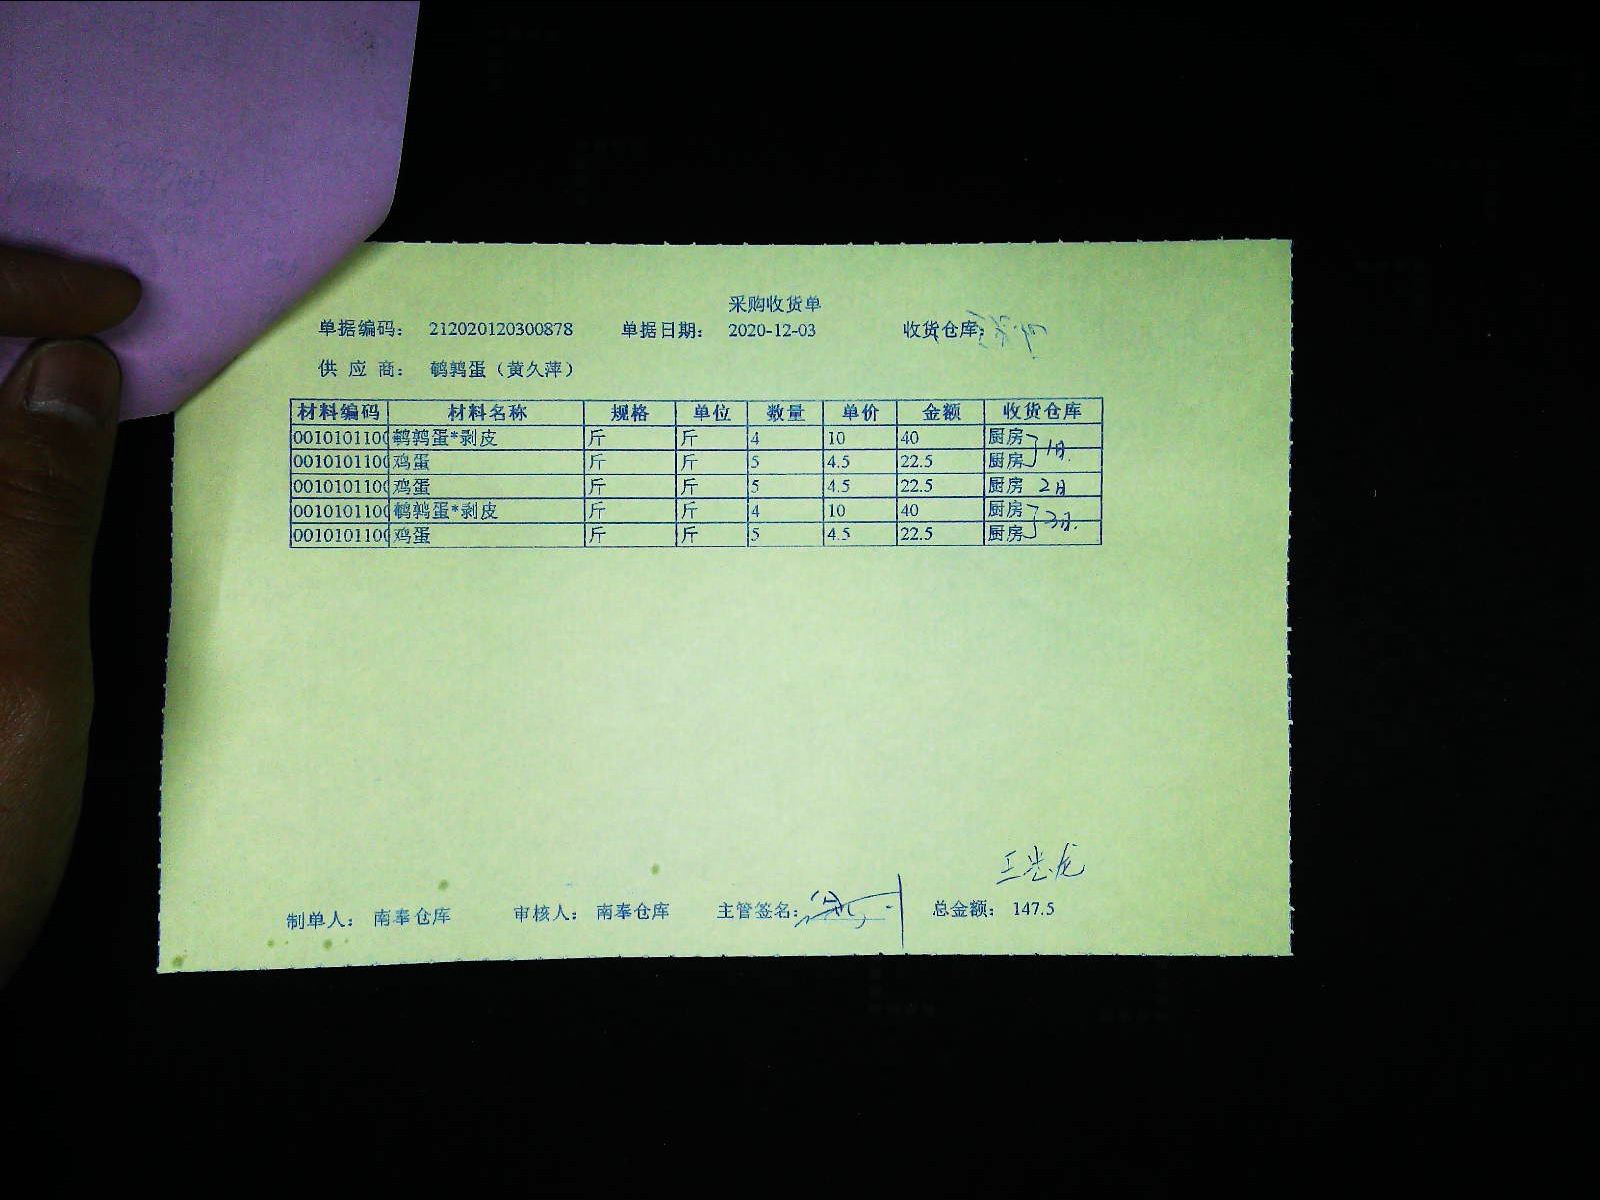 采购收货单
单据编码： 212020120300878 单据日期： 2020-12-03 收货仓库：
供 应 商： 鹌鹑蛋（黄久萍）
材料编码 材料名称 规格 单位 数量 单价 金额 收货仓库
0010101100 鹌鹑蛋*剥皮 斤 斤 4 10 40 厨房
0010101100 鸡蛋 斤 斤 5 4.5 22.5 厨房 1日.
0010101100 鸡蛋 斤 斤 5 4.5 22.5 厨房 2日
0010101100 鹌鹑蛋*剥皮 斤 斤 4 10 40 厨房
0010101100 鸡蛋 斤 斤 5 4.5 22.5 厨房 3日.
制单人： 南奉仓库 审核人： 南奉仓库 主管签名： 总金额： 147.5